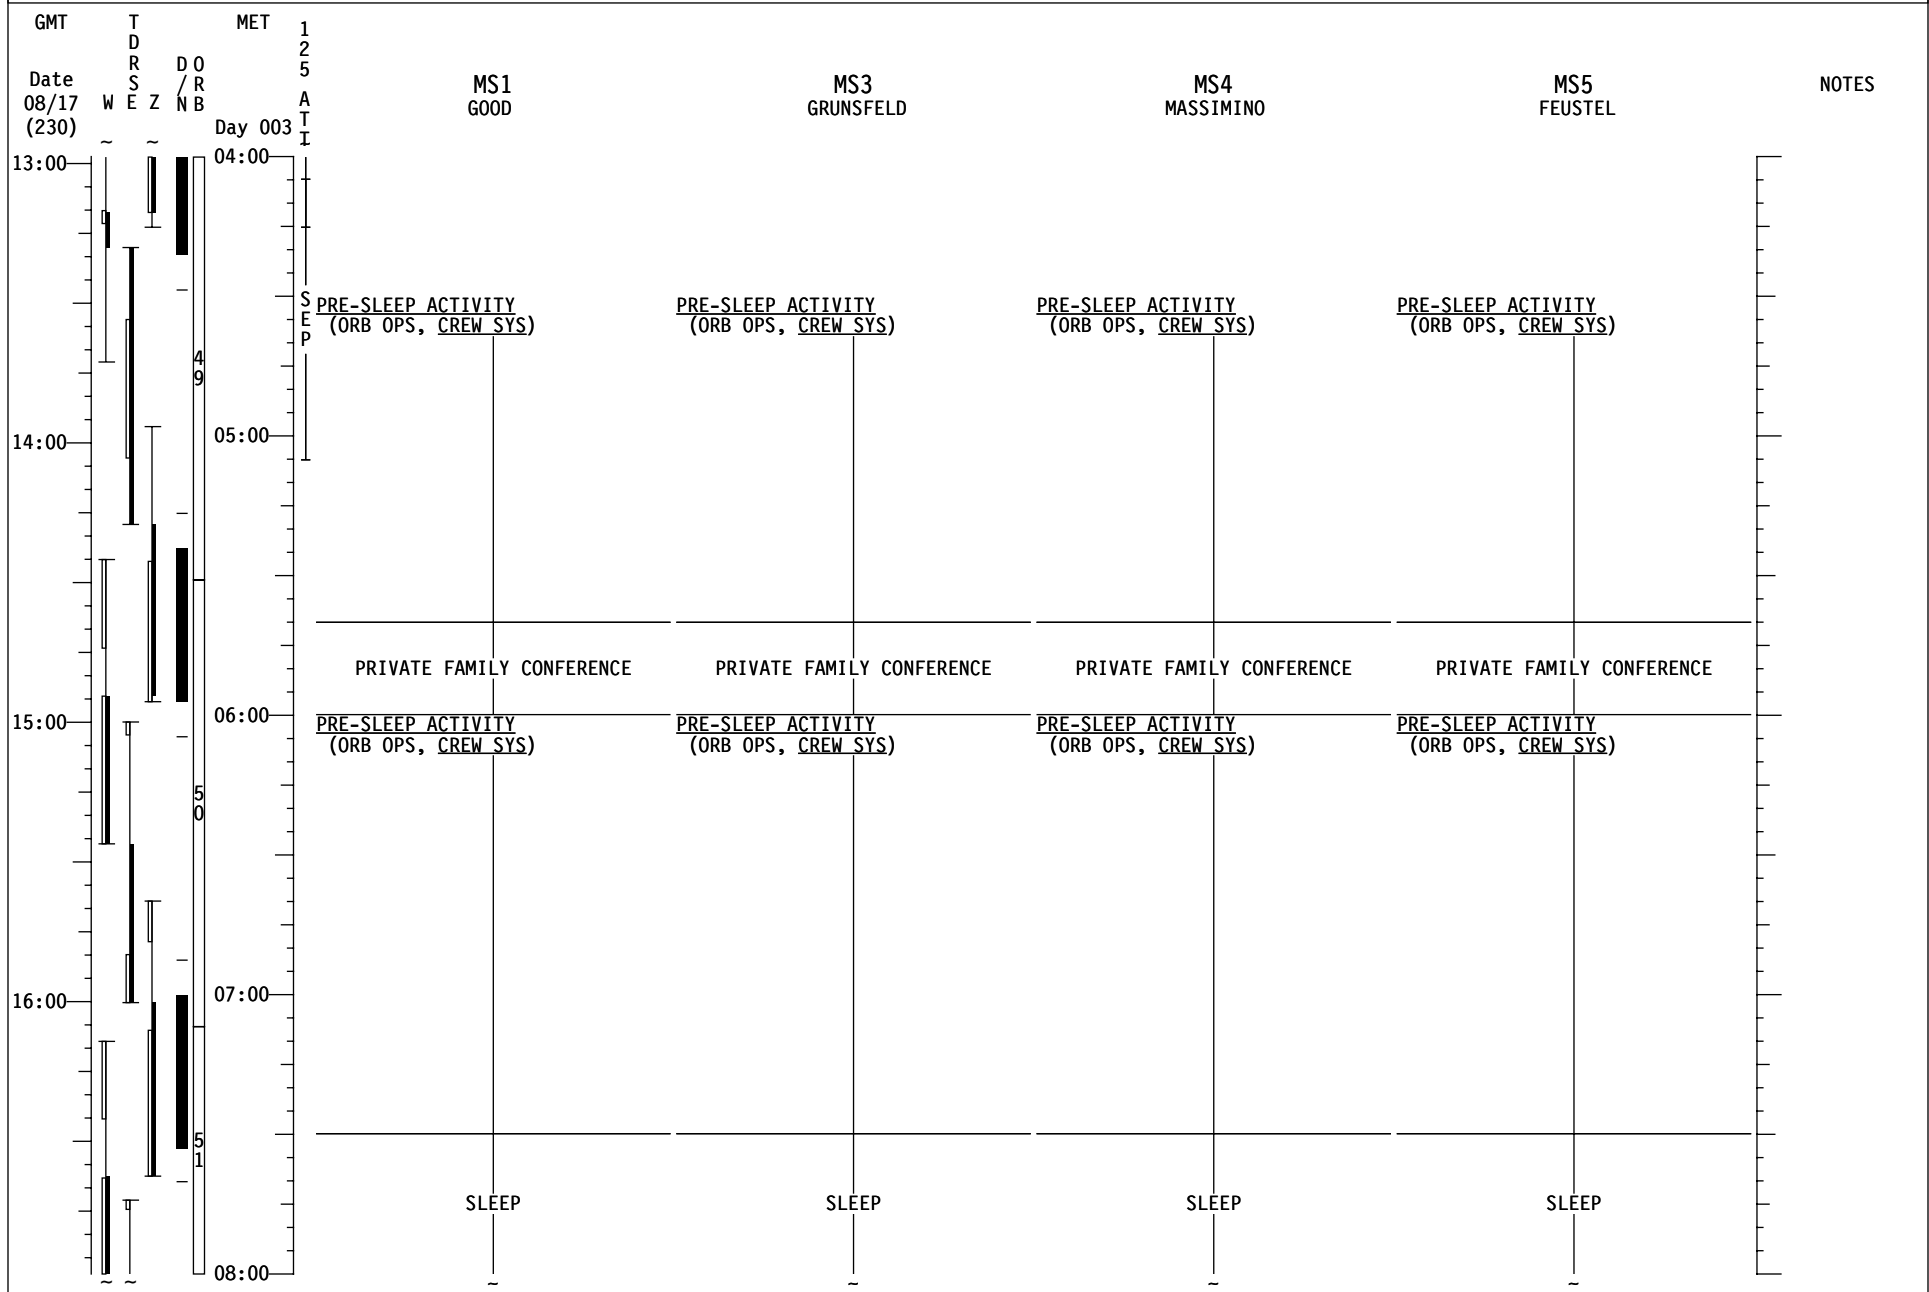 GMT
TDRSE
MET
125 ATT
Date
08/17
(230)
W E Z
D/N
ORB
Day 003
MS1
GOOD
MS3
GRUNSFELD
MS4
MASSIMINO
MS5
FEUSTEL
NOTES
~ ~
13:00
04:00
SEP
PRE-SLEEP ACTIVITY PRE-SLEEP ACTIVITY PRE-SLEEP ACTIVITY PRE-SLEEP ACTIVITY
(ORB OPS, CREW SYS) (ORB OPS, CREW SYS) (ORB OPS, CREW SYS) (ORB OPS, CREW SYS)
49
14:00
05:00
PRIVATE FAMILY CONFERENCE PRIVATE FAMILY CONFERENCE PRIVATE FAMILY CONFERENCE PRIVATE FAMILY CONFERENCE
15:00
06:00
PRE-SLEEP ACTIVITY PRE-SLEEP ACTIVITY PRE-SLEEP ACTIVITY PRE-SLEEP ACTIVITY
(ORB OPS, CREW SYS) (ORB OPS, CREW SYS) (ORB OPS, CREW SYS) (ORB OPS, CREW SYS)
50
16:00
07:00
51
SLEEP SLEEP SLEEP SLEEP
08:00
~ ~ ~ ~ ~ ~